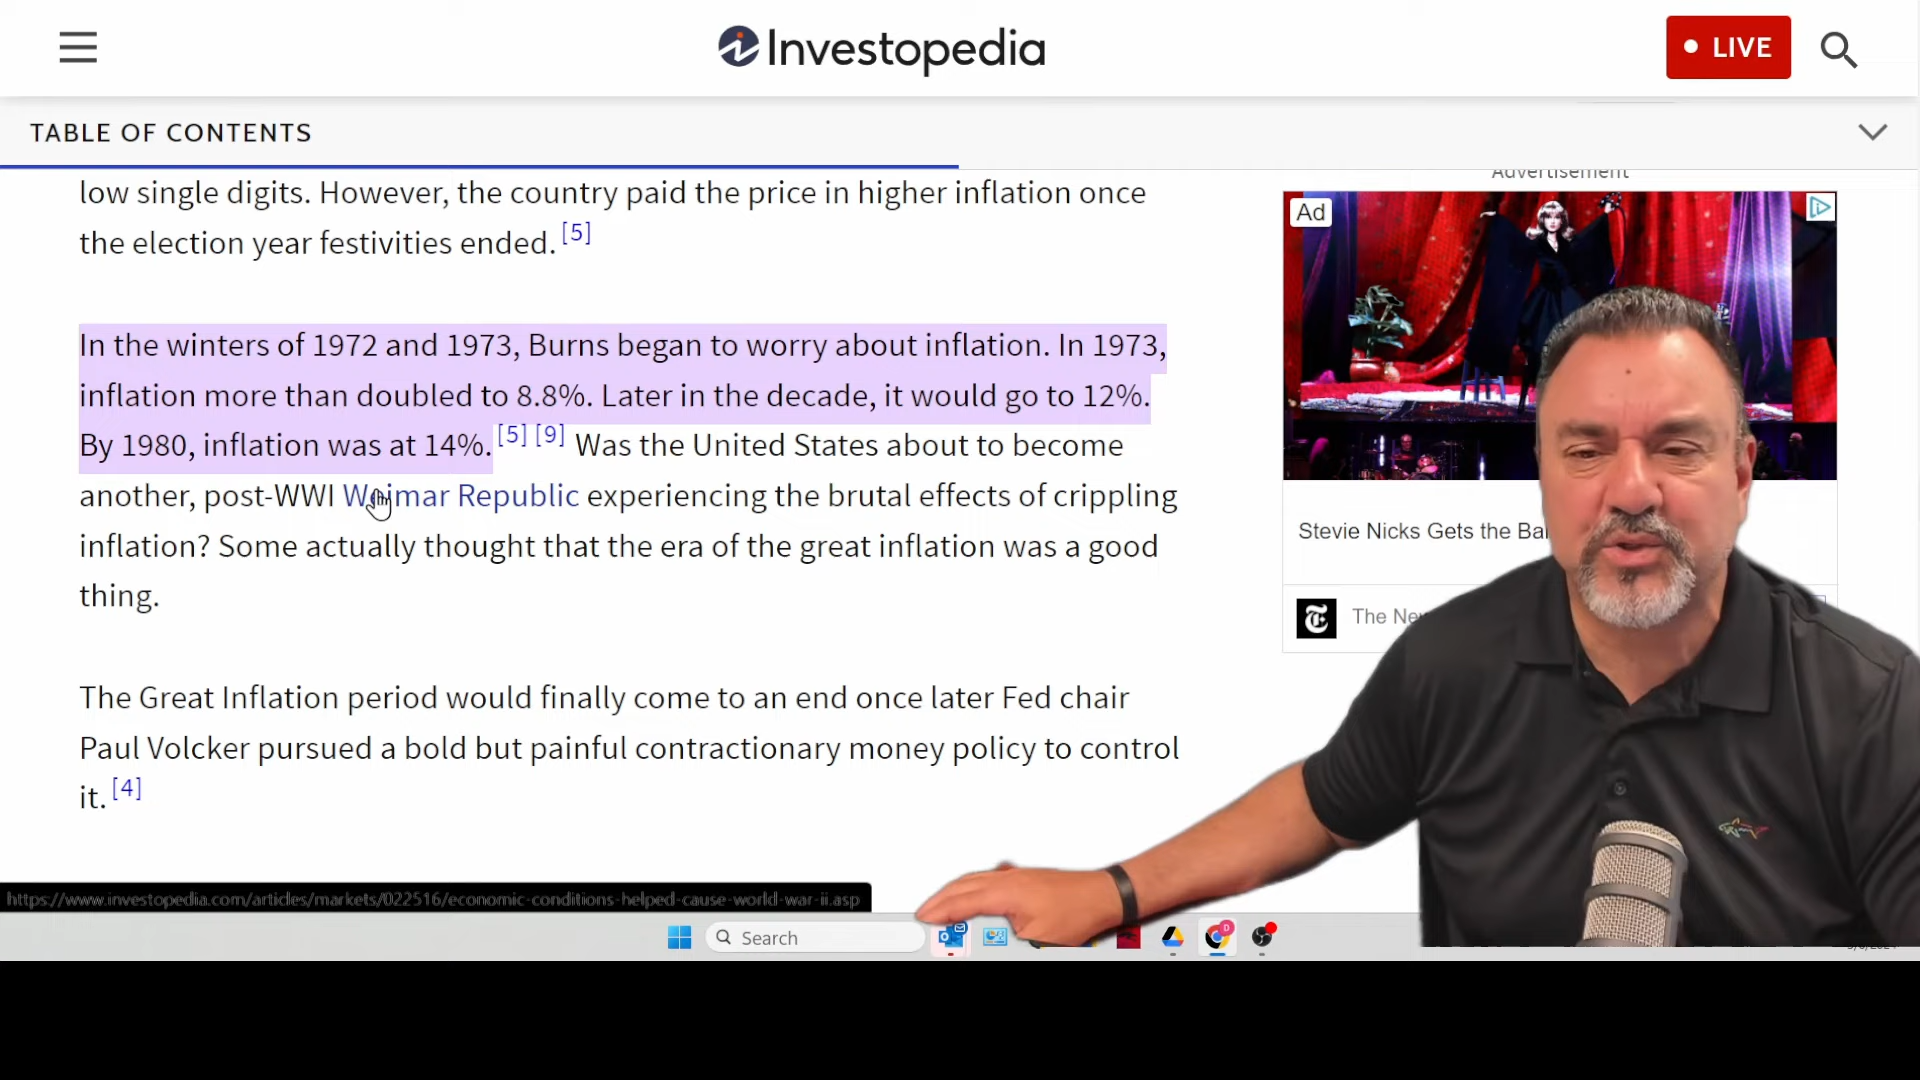 Investopedia
LIVE
TABLE OF CONTENTS
Advertisement
low single digits. However, the country paid the price in higher inflation once
the election year festivities ended. [5]
Ad
In the winters of 1972 and 1973, Burns began to worry about inflation. In 1973,
inflation more than doubled to 8.8%. Later in the decade, it would go to 12%.
By 1980, inflation was at 14%. [5] [9] Was the United States about to become
another, post-WWI Weimar Republic experiencing the brutal effects of crippling
inflation? Some actually thought that the era of the great inflation was a good
thing.
Stevie Nicks Gets the
The
The Great Inflation period would finally come to an end once later Fed chair
Paul Volcker pursued a bold but painful contractionary money policy to control
it. [4]
https://www.investopedia.com/articles/markets/022516/economic-conditions-helped-cause-world-war-ii.asp
Search